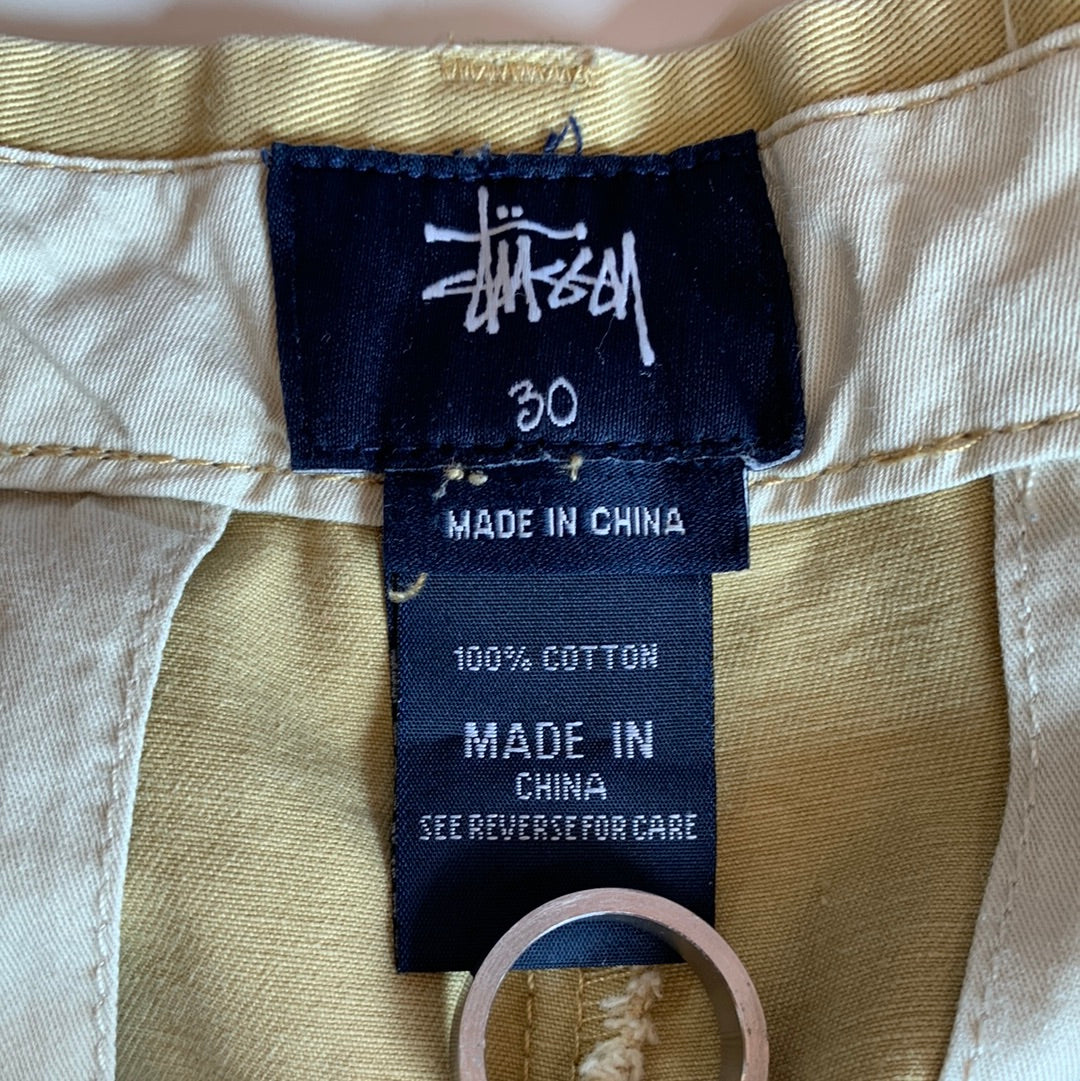 Stüssy
30
MADE IN CHINA
100% COTTON
MADE IN
CHINA
SEE REVERSE FOR CARE